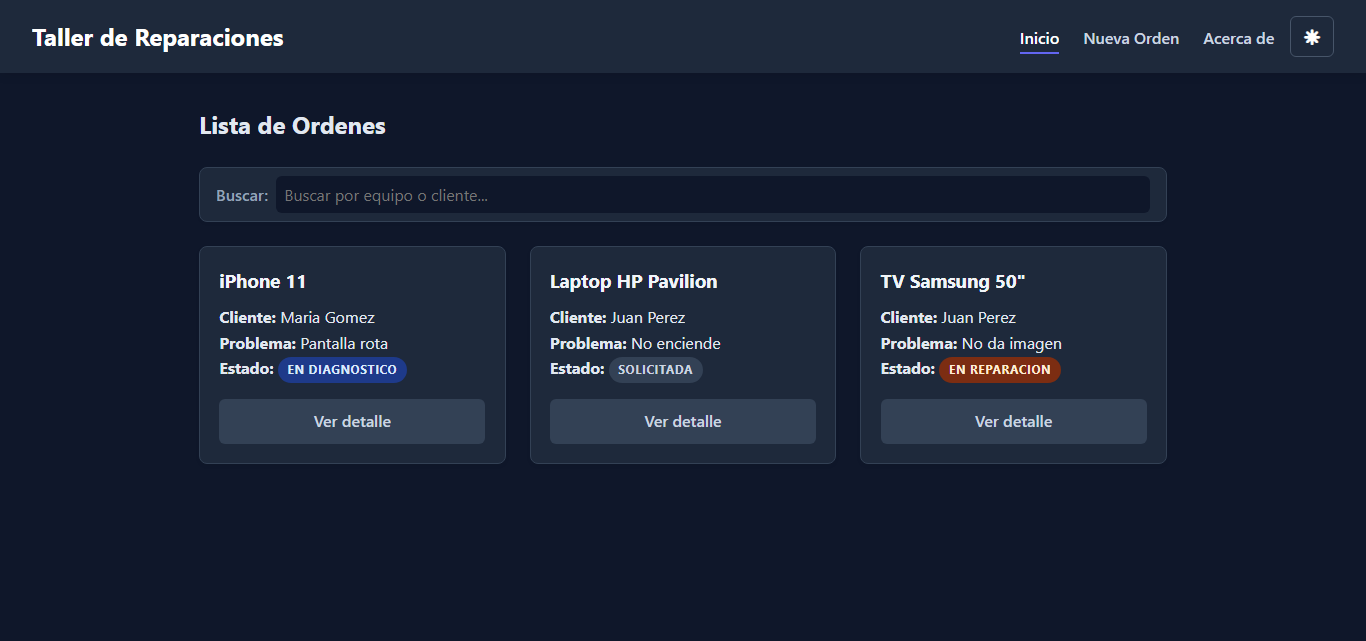 Taller de Reparaciones
Inicio
Nueva Orden
Acerca de
Lista de Ordenes
Buscar: Buscar por equipo o cliente...
iPhone 11
Cliente: Maria Gomez
Problema: Pantalla rota
Estado: EN DIAGNOSTICO
Ver detalle
Laptop HP Pavilion
Cliente: Juan Perez
Problema: No enciende
Estado: SOLICITADA
Ver detalle
TV Samsung 50"
Cliente: Juan Perez
Problema: No da imagen
Estado: EN REPARACION
Ver detalle